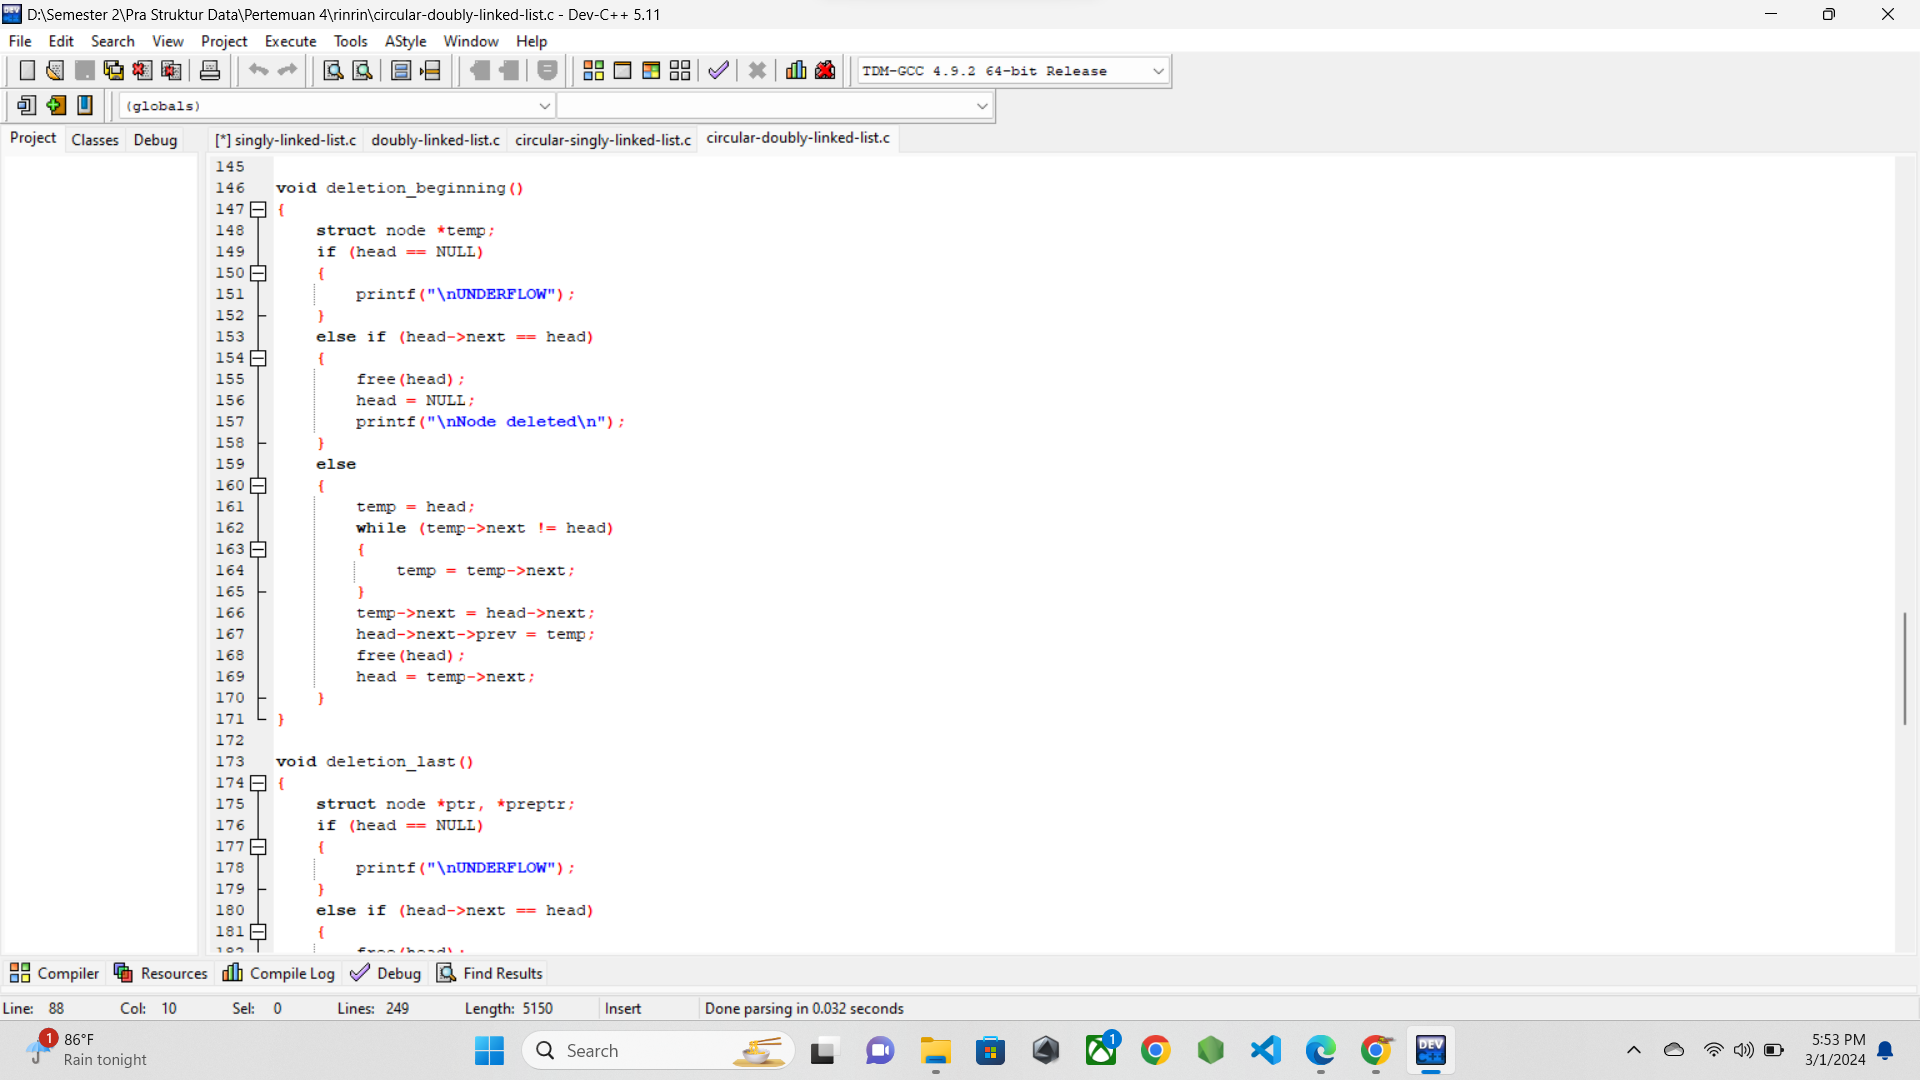 D:\Semester 2\Pra Struktur Data\Pertemuan 4\rinrin\circular-doubly-linked-list.c - Dev-C++ 5.11
File Edit Search View Project Execute Tools AStyle Window Help
TDM-GCC 4.9.2 64-bit Release
(globals)
Project Classes Debug [*] singly-linked-list.c doubly-linked-list.c circular-singly-linked-list.c circular-doubly-linked-list.c
145
146 void deletion_beginning()
147 {
148 struct node *temp;
149 if (head == NULL)
150 {
151 printf("\nUNDERFLOW");
152 }
153 else if (head->next == head)
154 {
155 free(head);
156 head = NULL;
157 printf("\nNode deleted\n");
158 }
159 else
160 {
161 temp = head;
162 while (temp->next != head)
163 {
164 temp = temp->next;
165 }
166 temp->next = head->next;
167 head->next->prev = temp;
168 free(head);
169 head = temp->next;
170 }
171 }
172
173 void deletion_last()
174 {
175 struct node *ptr, *preptr;
176 if (head == NULL)
177 {
178 printf("\nUNDERFLOW");
179 }
180 else if (head->next == head)
181 {
182 free(head);
Compiler Resources Compile Log Debug Find Results
Line: 88 Col: 10 Sel: 0 Lines: 249 Length: 5150 Insert Done parsing in 0.032 seconds
1 86°F
Rain tonight
Search
1
DEV C++
5:53 PM
3/1/2024